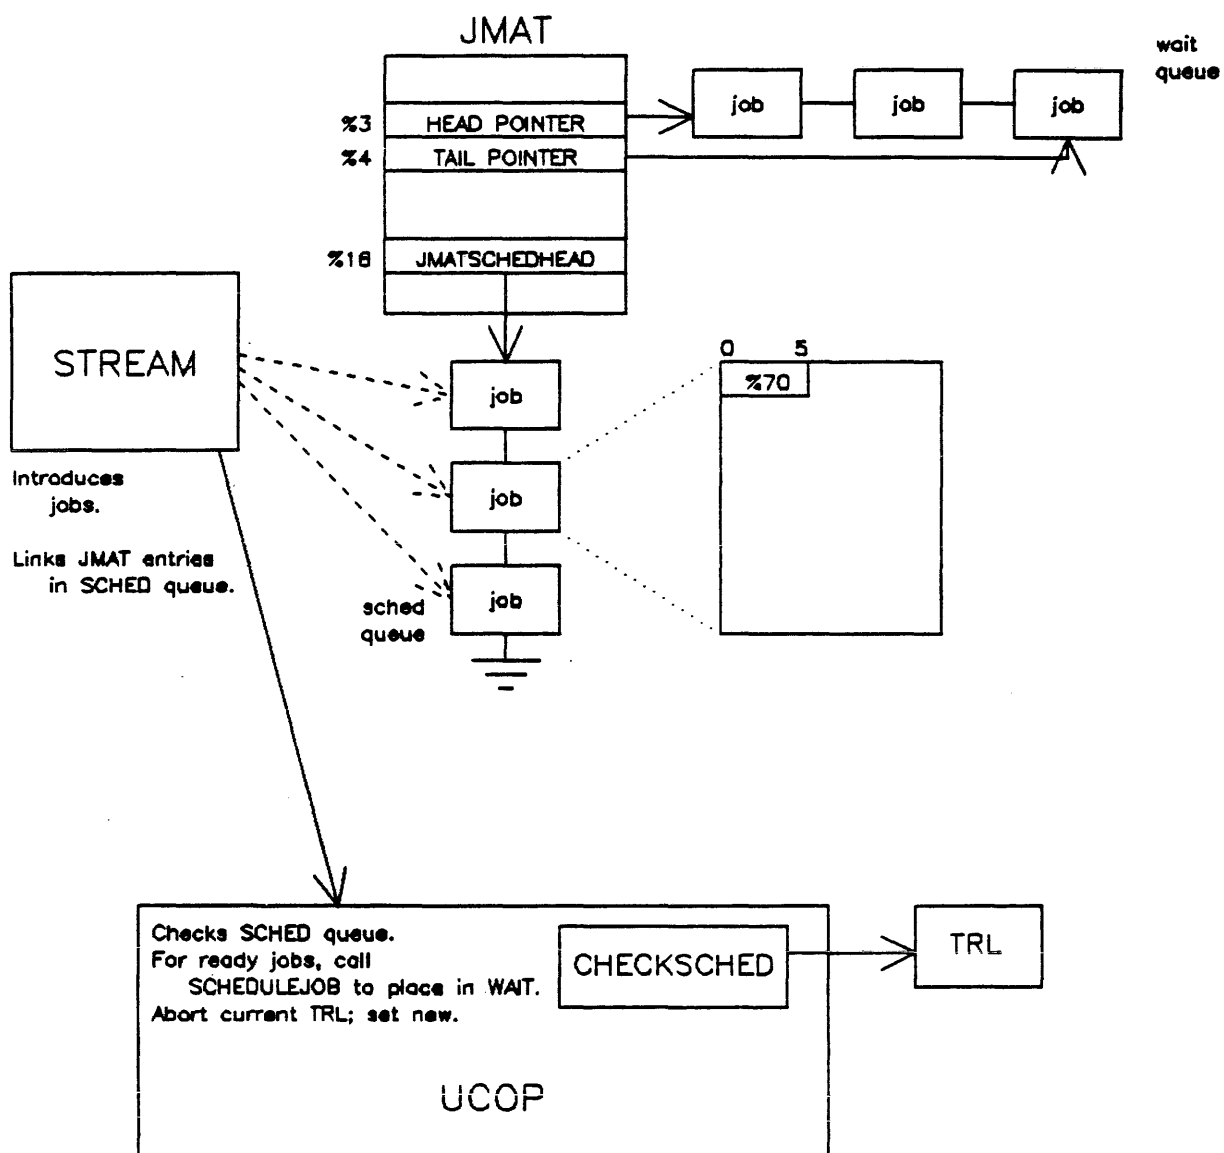 JMAT
wait
queue
job
job
job
%3
HEAD POINTER
%4
TAIL POINTER
%16
JMATSCHEDHEAD
STREAM
0
5
%70
job
job
job
Introduces
jobs.
Links JMAT entries
in SCHED queue.
sched
queue
Checks SCHED queue.
For ready jobs, call
SCHEDULEJOB to place in WAIT.
Abort current TRL; set new.
CHECKSCHED
TRL
UCOP